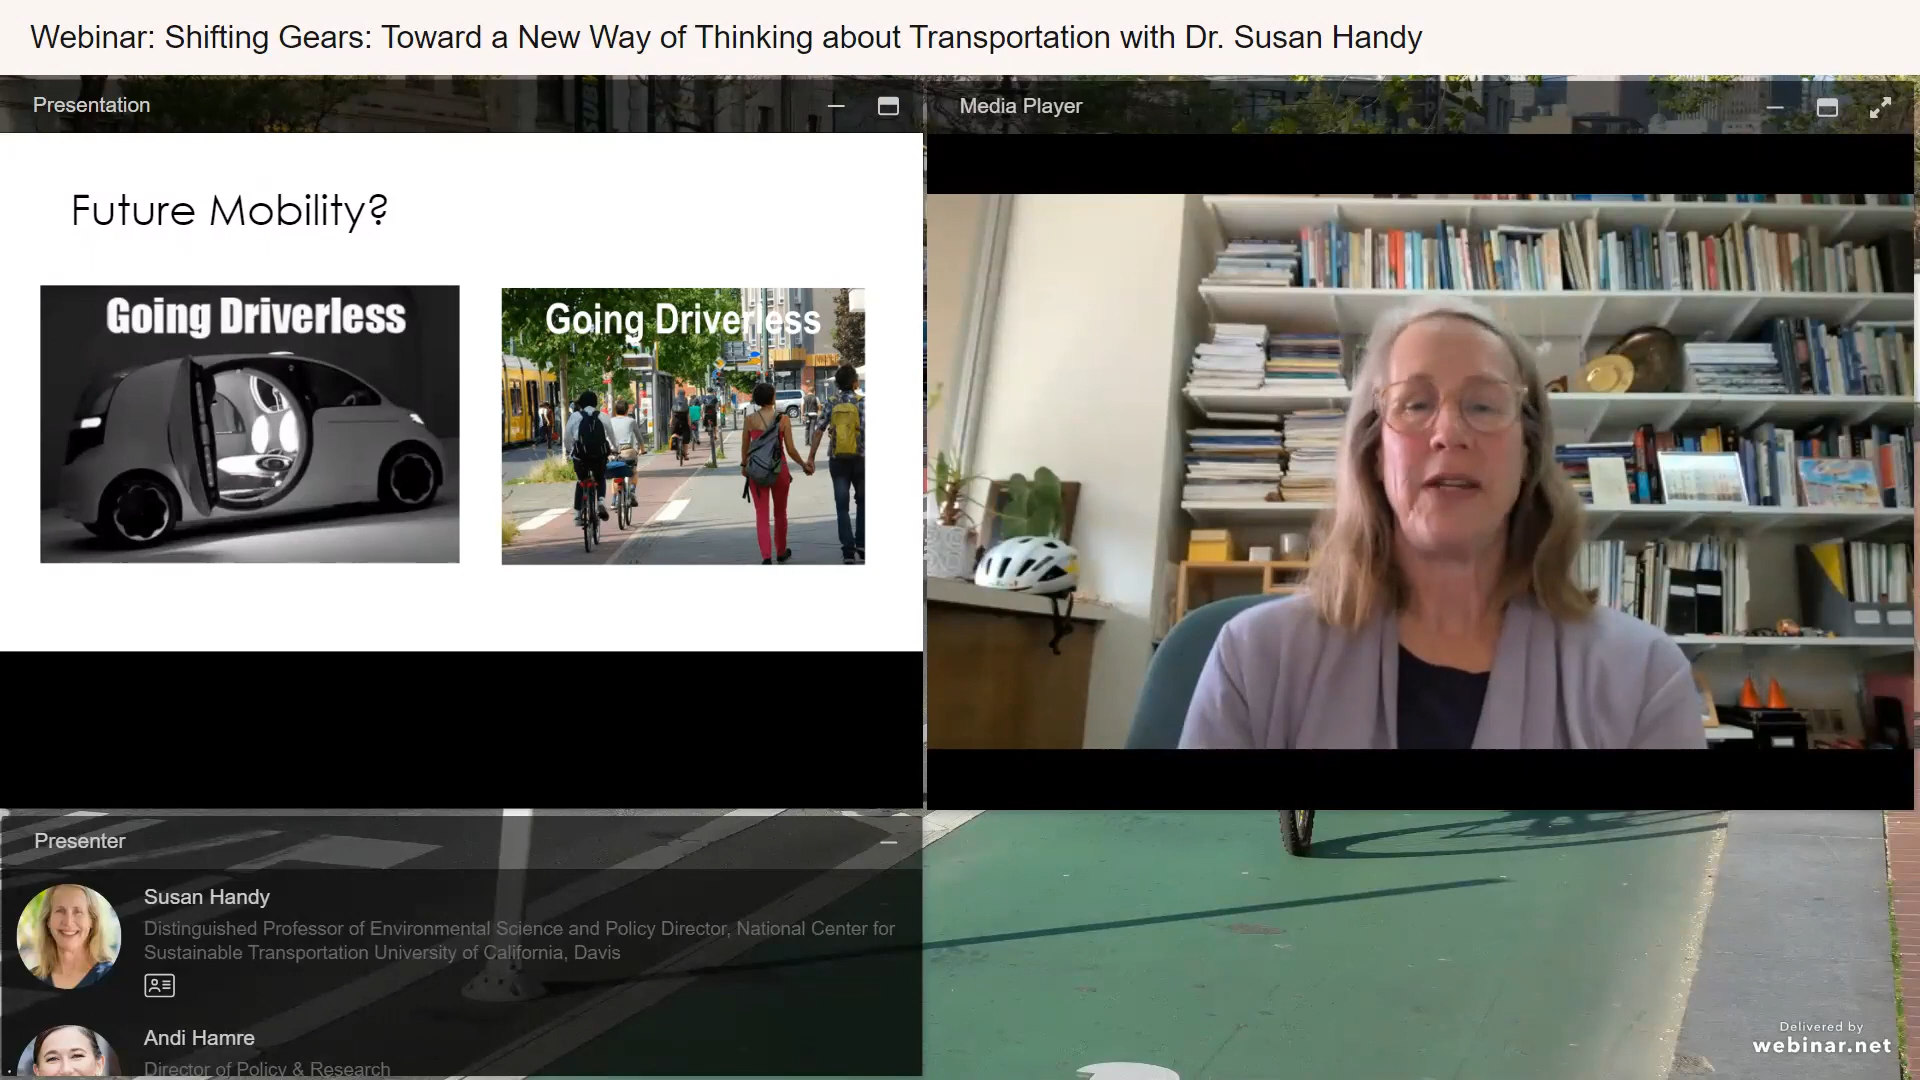 Webinar: Shifting Gears: Toward a New Way of Thinking about Transportation with Dr. Susan Handy
Presentation
Media Player
Future Mobility?
Going Driverless
Going Driverless
Presenter
Susan Handy
Distinguished Professor of Environmental Science and Policy Director, National Center for
Sustainable Transportation University of California, Davis
Andi Hamre
Director of Policy & Research
Delivered by
webinar.net